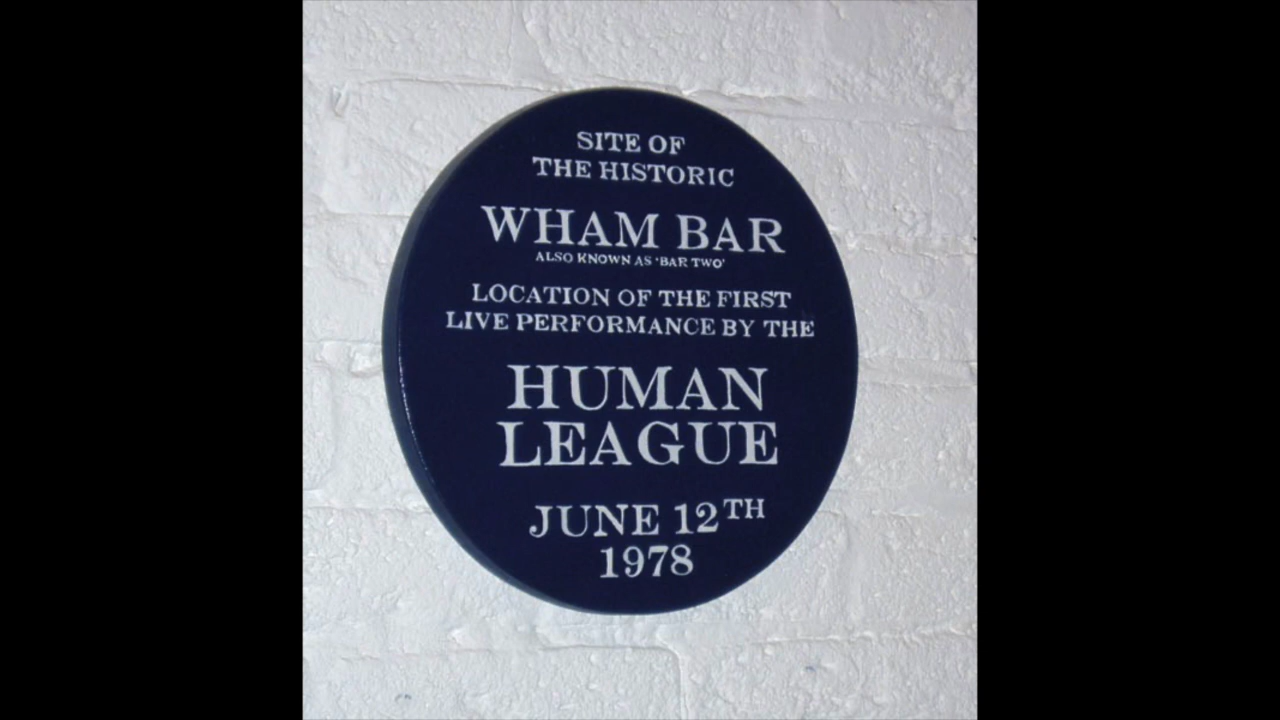 SITE OF
THE HISTORIC
WHAM BAR
ALSO KNOWN AS 'BAR TWO'
LOCATION OF THE FIRST
LIVE PERFORMANCE BY THE
HUMAN
LEAGUE
JUNE 12TH
1978